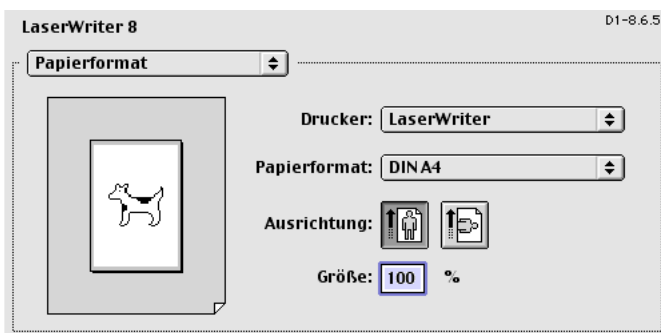 LaserWriter 8
D1-8.6.5
Papierformat
Drucker: LaserWriter
Papierformat: DIN A4
Ausrichtung:
Größe: 100 %